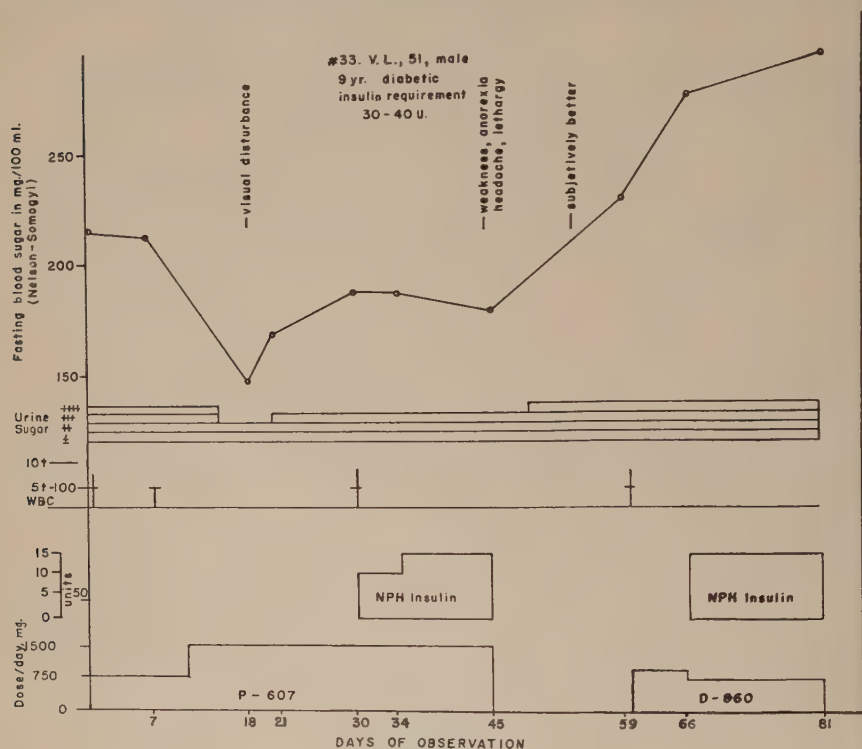 #33. V. L., 51, male
9 yr. diabetic
insulin requirement
30-40 U.
—visual disturbance
—weakness, anorexia
headache, lethargy
—subjectively better
Fasting blood sugar in mg./100 ml.
(Nelson-Somogyi)
250
200
150
Urine
Sugar
++++
+++
++
+
10t
5t-100
WBC
15
10
5
0
units
50
NPH Insulin
NPH Insulin
Dose/day, mg.
1500
750
0
P-607
D-860
7
18
21
30
34
45
59
66
81
DAYS OF OBSERVATION